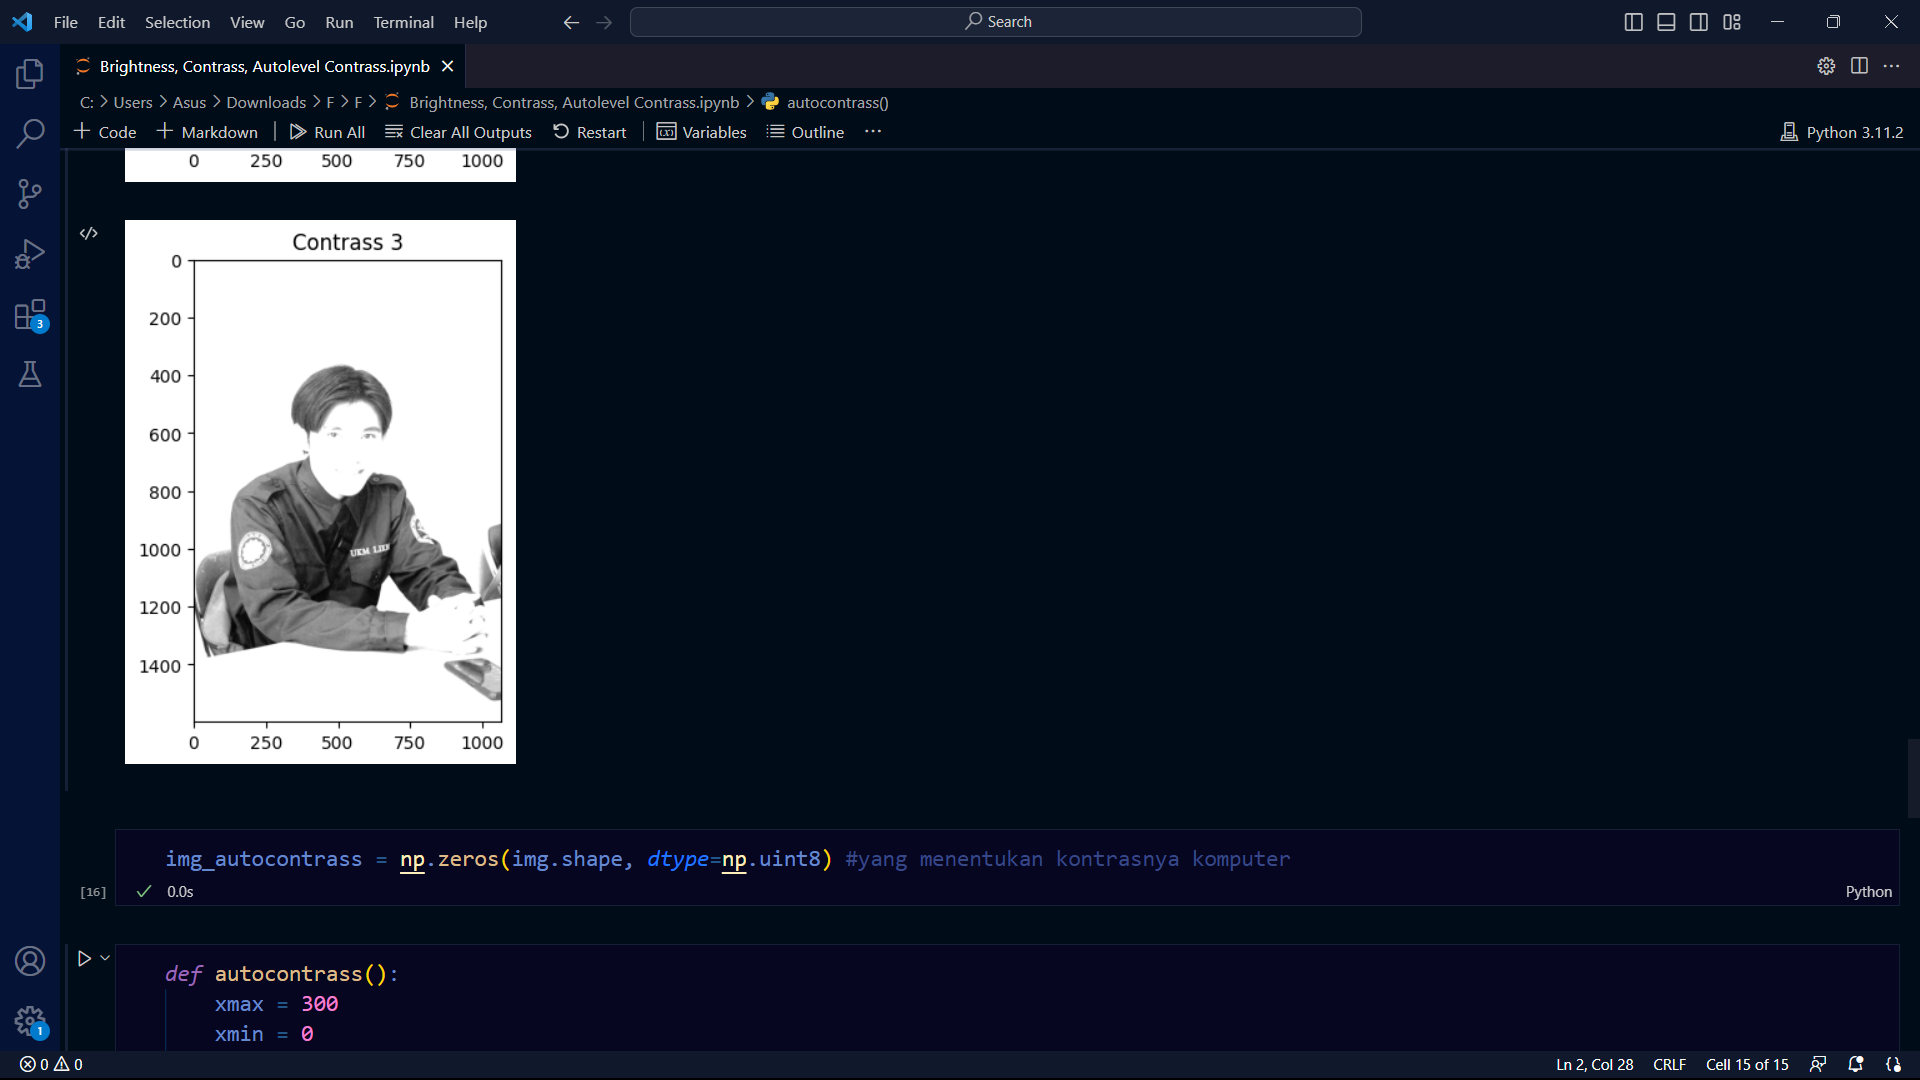 File Edit Selection View Go Run Terminal Help
Search
Brightness, Contrass, Autolevel Contrass.ipynb
C: > Users > Asus > Downloads > F > F > Brightness, Contrass, Autolevel Contrass.ipynb > autocontrass()
+ Code + Markdown Run All Clear All Outputs Restart Variables Outline ...
Python 3.11.2
0 250 500 750 1000
Contrass 3
0
200
400
600
800
1000
1200
1400
UKM LIKM
0 250 500 750 1000
3
img_autocontrass = np.zeros(img.shape, dtype=np.uint8) #yang menentukan kontrasnya komputer
[16] 0.0s
Python
def autocontrass():
xmax = 300
xmin = 0
1
0 0
Ln 2, Col 28 CRLF Cell 15 of 15